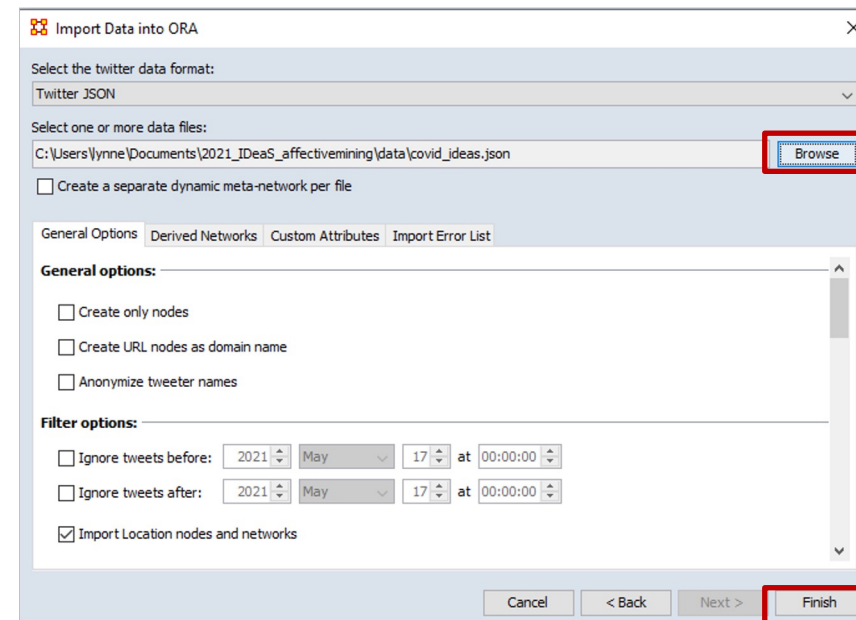 Import Data into ORA
Select the twitter data format:
Twitter JSON
Select one or more data files:
C:\Users\lynne\Documents\2021_IDeaS_affectivemining\data\covid_ideas.json
Browse
Create a separate dynamic meta-network per file
General Options Derived Networks Custom Attributes Import Error List
General options:
Create only nodes
Create URL nodes as domain name
Anonymize tweeter names
Filter options:
Ignore tweets before: 2021 May 17 at 00:00:00
Ignore tweets after: 2021 May 17 at 00:00:00
Import Location nodes and networks
Cancel < Back Next > Finish